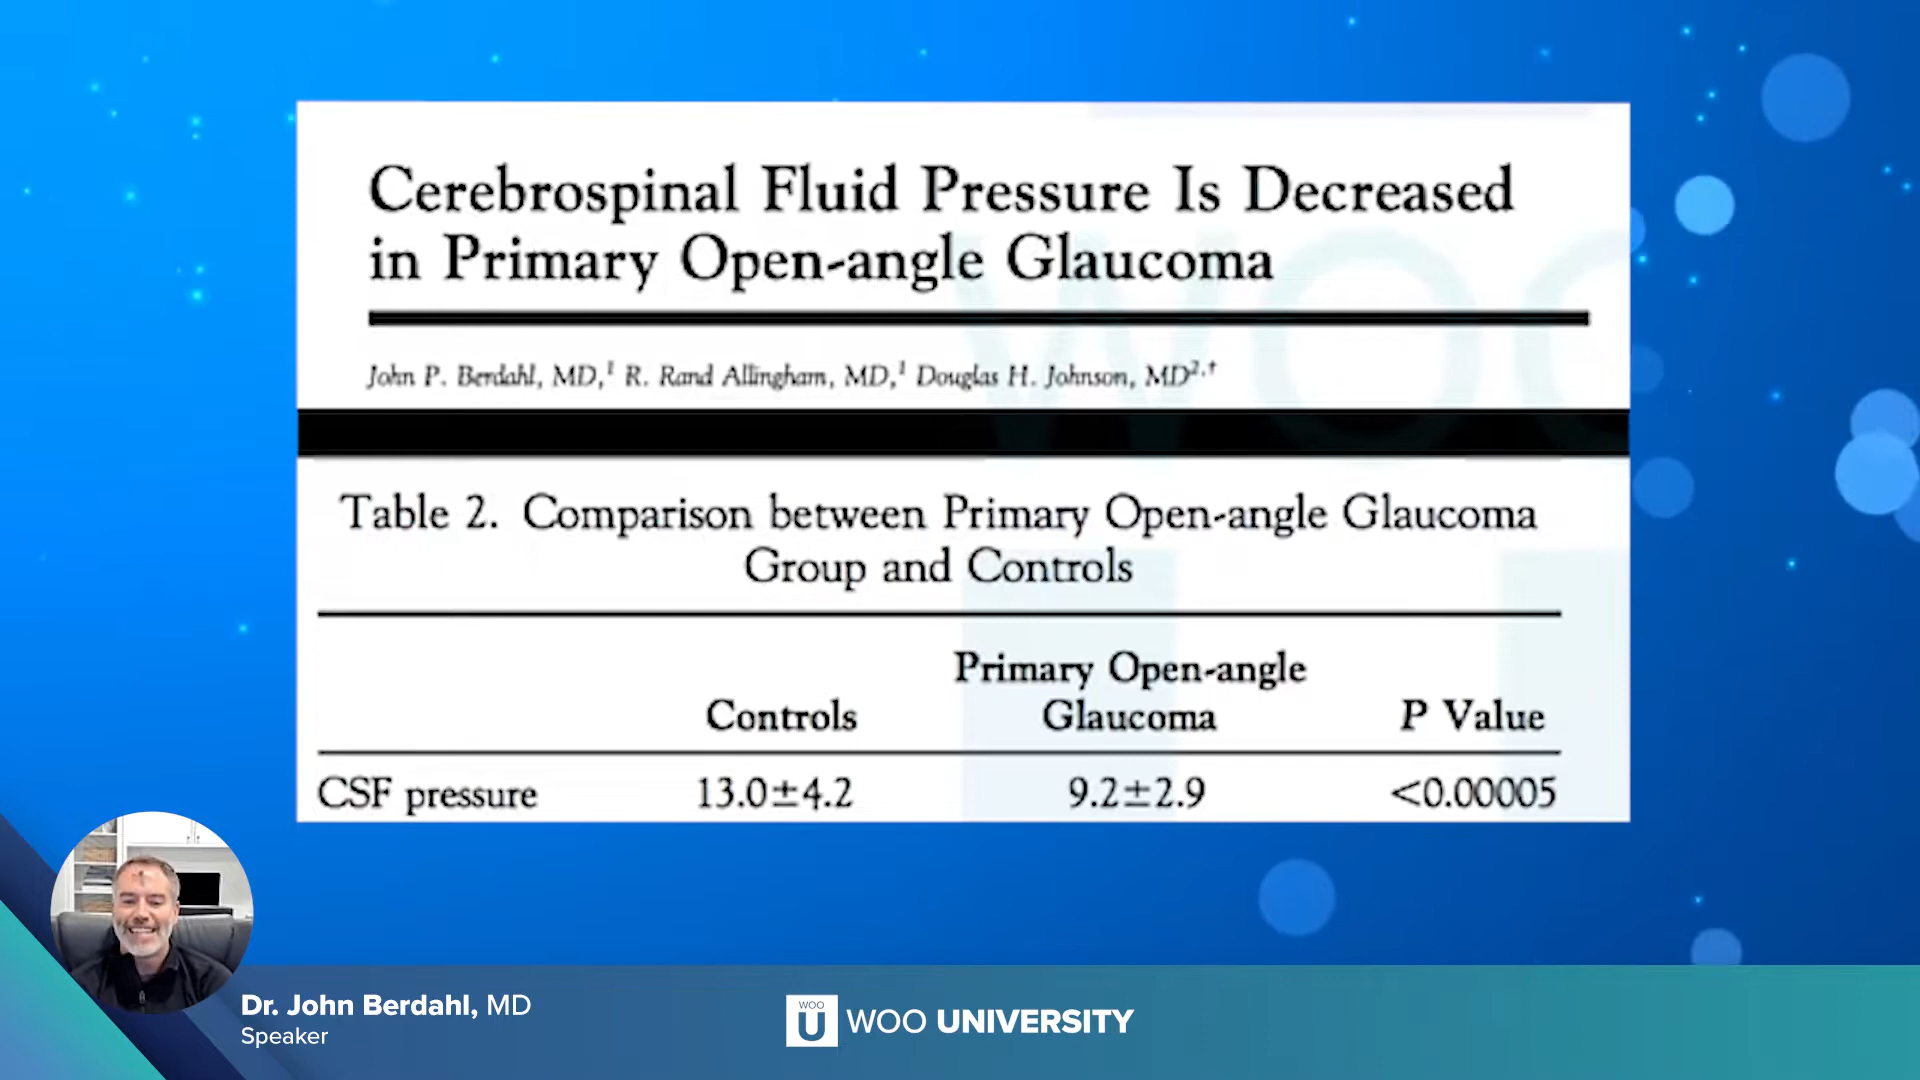 Cerebrospinal Fluid Pressure Is Decreased
in Primary Open-angle Glaucoma
John P. Berdahl, MD,¹ R. Rand Allingham, MD,¹ Douglas H. Johnson, MD²,†
Table 2. Comparison between Primary Open-angle Glaucoma
Group and Controls
Primary Open-angle
Controls Glaucoma P Value
CSF pressure 13.0±4.2 9.2±2.9 <0.00005
Dr. John Berdahl, MD
Speaker
WOO
U WOO UNIVERSITY